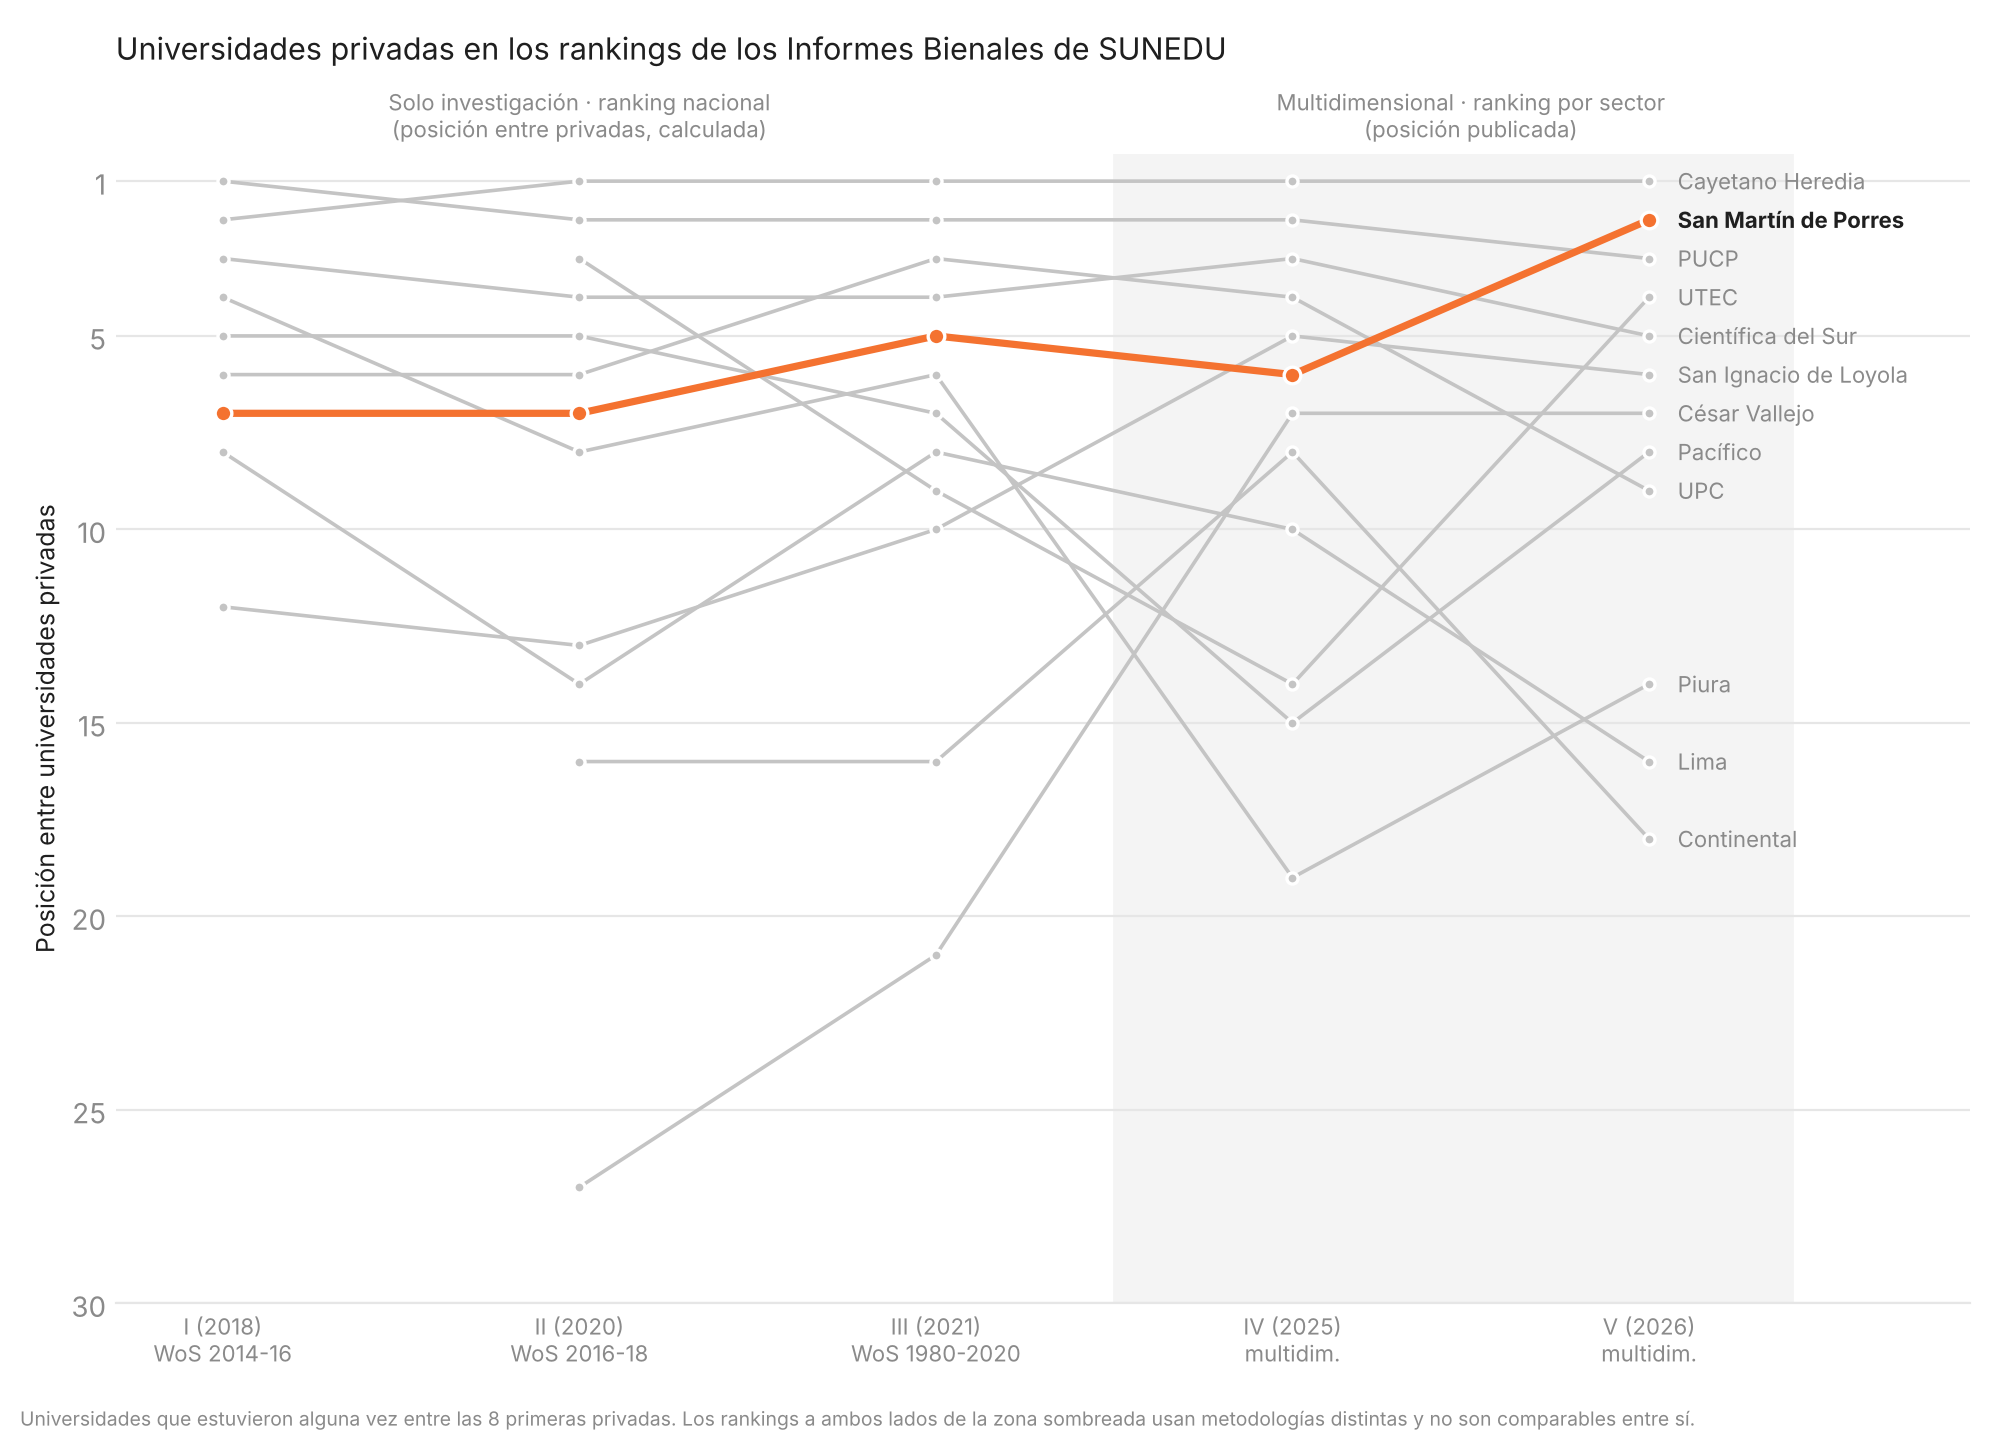 Universidades privadas en los rankings de los Informes Bienales de SUNEDU
Solo investigación · ranking nacional
(posición entre privadas, calculada)
Multidimensional · ranking por sector
(posición publicada)
Posición entre universidades privadas
1
5
10
15
20
25
30
Cayetano Heredia
San Martín de Porres
PUCP
UTEC
Científica del Sur
San Ignacio de Loyola
César Vallejo
Pacífico
UPC
Piura
Lima
Continental
I (2018)
WoS 2014-16
II (2020)
WoS 2016-18
III (2021)
WoS 1980-2020
IV (2025)
multidim.
V (2026)
multidim.
Universidades que estuvieron alguna vez entre las 8 primeras privadas. Los rankings a ambos lados de la zona sombreada usan metodologías distintas y no son comparables entre sí.